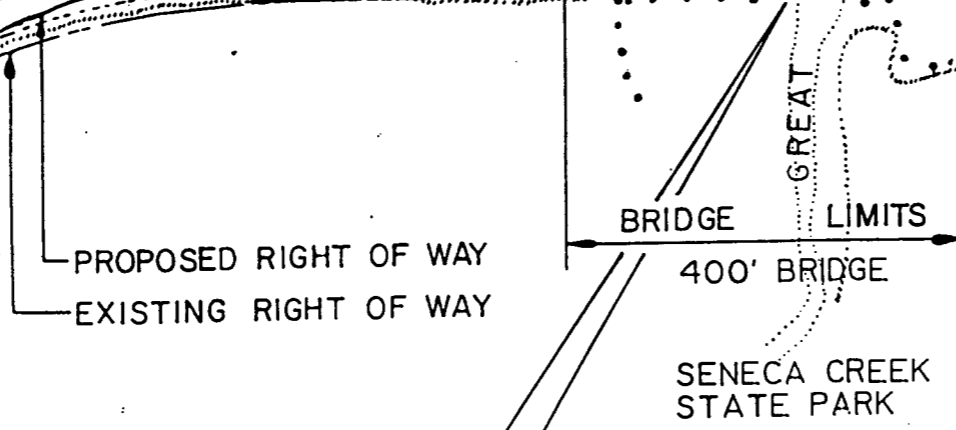 GREAT
BRIDGE LIMITS
400' BRIDGE
PROPOSED RIGHT OF WAY
EXISTING RIGHT OF WAY
SENECA CREEK
STATE PARK